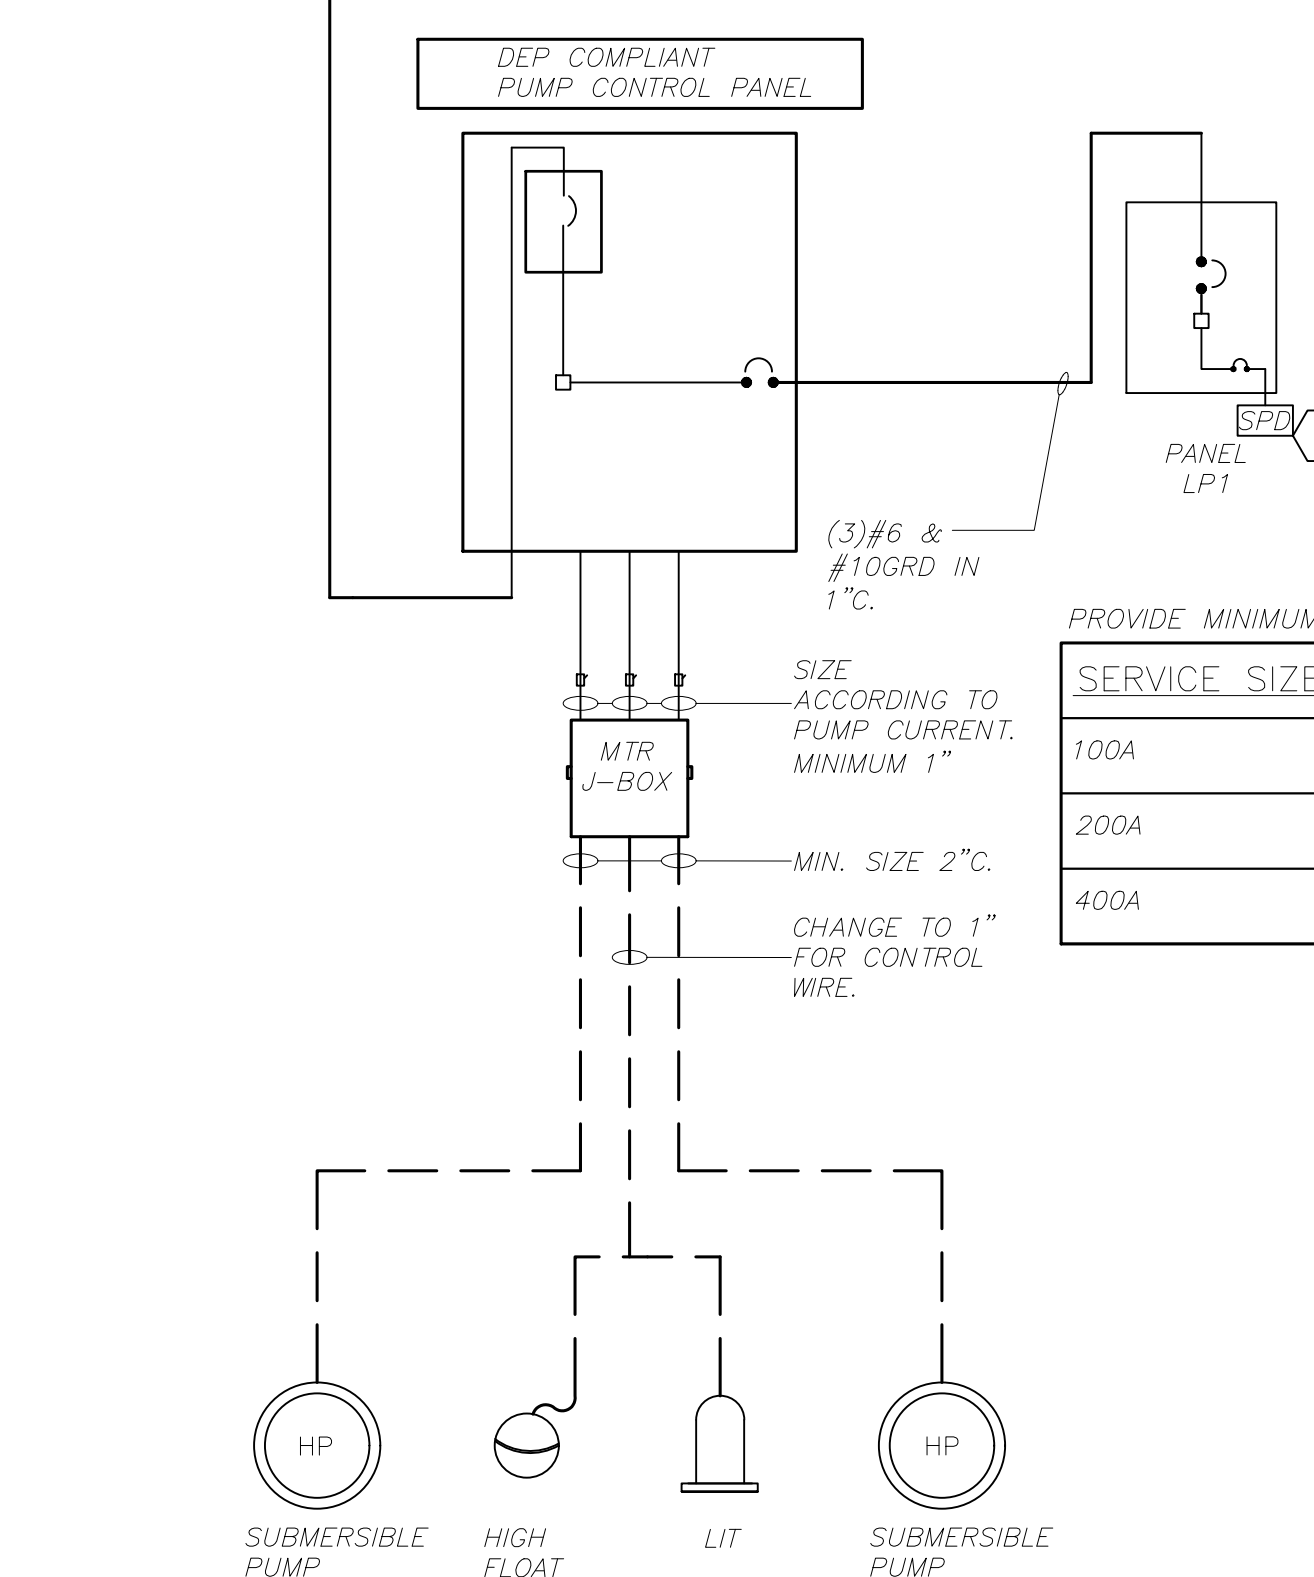 DEP COMPLIANT
PUMP CONTROL PANEL
SPD
PANEL
LP1
(3)#6 &
#10GRD IN
1"C.
PROVIDE MINIMUM
SERVICE SIZE
100A
200A
400A
SIZE
ACCORDING TO
PUMP CURRENT.
MINIMUM 1"
MTR
J-BOX
MIN. SIZE 2"C.
CHANGE TO 1"
FOR CONTROL
WIRE.
HP
HP
SUBMERSIBLE
PUMP
HIGH
FLOAT
LIT
SUBMERSIBLE
PUMP